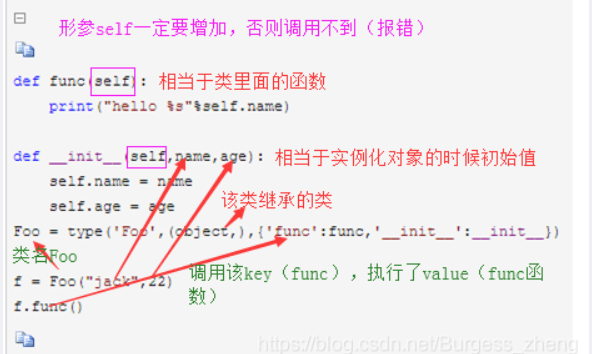 形参self一定要增加，否则调用不到（报错）
def func(self): 相当于类里面的函数
print("hello %s"%self.name)
def __init__(self,name,age): 相当于实例化对象的时候初始值
self.name = name
self.age = age
该类继承的类
Foo = type('Foo',(object,),{'func':func,'__init__':__init__})
类名Foo
f = Foo("jack",22) 调用该key（func），执行了value（func函
数）
f.func()
https://blog.csdn.net/Burgess_zheng